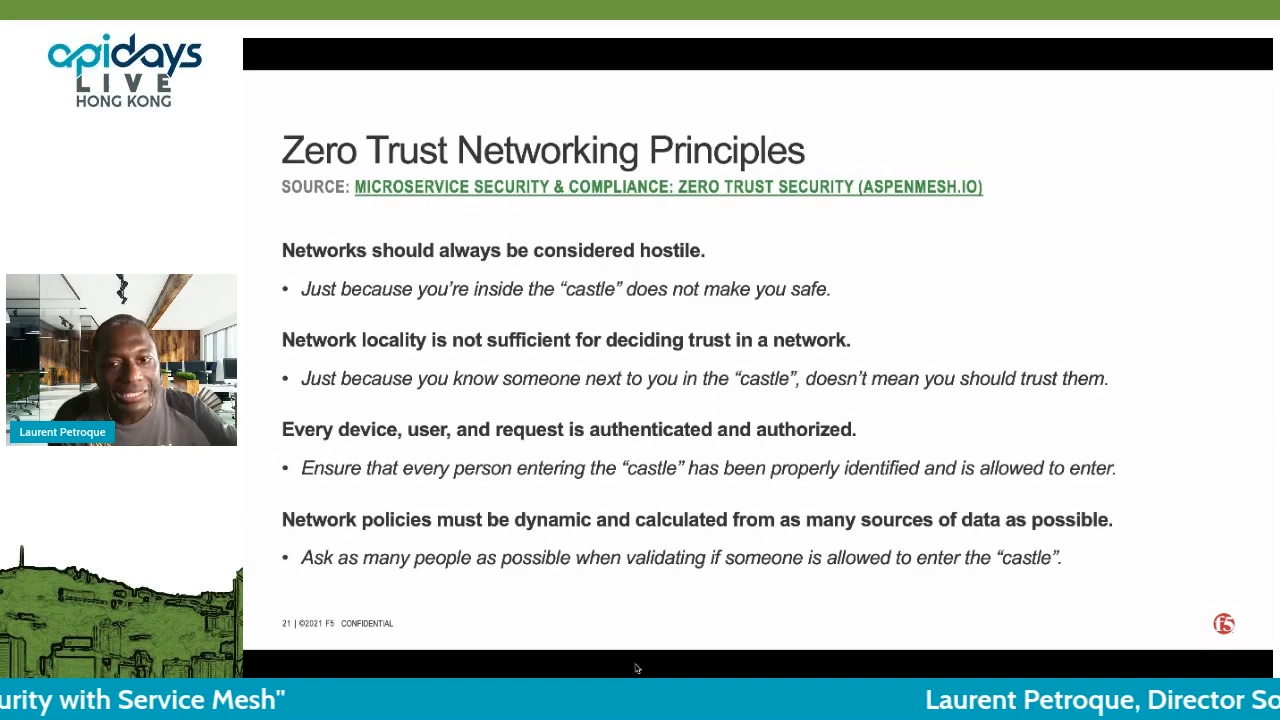 apidays
LIVE
HONG KONG
Zero Trust Networking Principles
SOURCE: MICROSERVICE SECURITY & COMPLIANCE: ZERO TRUST SECURITY (ASPENMESH.IO)
Networks should always be considered hostile.
• Just because you’re inside the “castle” does not make you safe.
Network locality is not sufficient for deciding trust in a network.
• Just because you know someone next to you in the “castle”, doesn’t mean you should trust them.
Every device, user, and request is authenticated and authorized.
• Ensure that every person entering the “castle” has been properly identified and is allowed to enter.
Network policies must be dynamic and calculated from as many sources of data as possible.
• Ask as many people as possible when validating if someone is allowed to enter the “castle”.
21 | ©2021 F5 CONFIDENTIAL
f5
Laurent Petroque
urity with Service Mesh" Laurent Petroque, Director So